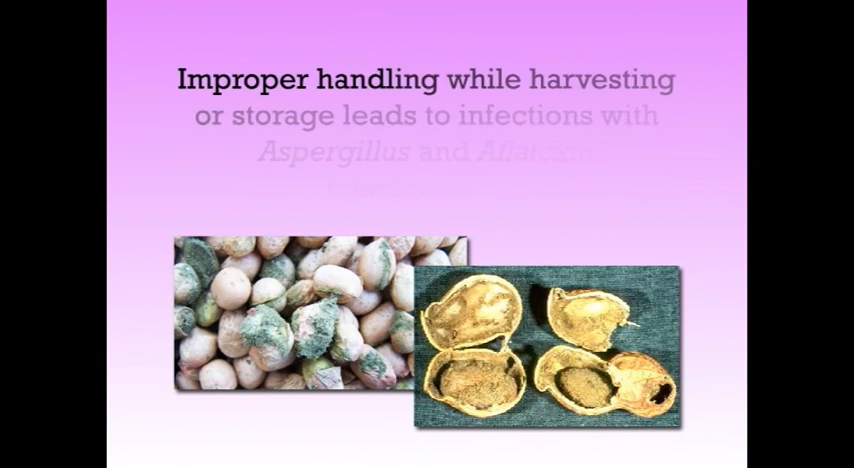 Improper handling while harvesting
or storage leads to infections with
Aspergillus and Aflatoxin